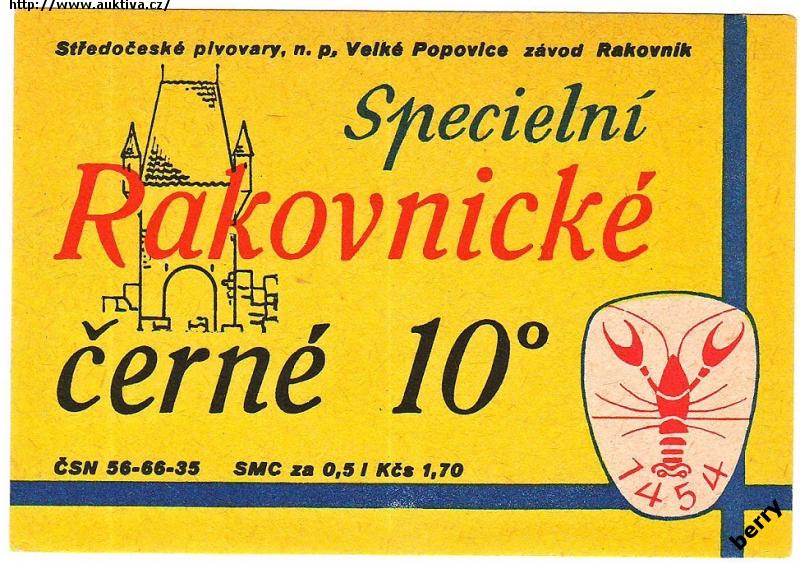 http://www.auktiva.cz/
Středočeské pivovary, n. p., Velké Popovice závod Rakovník
Specielní
Rakovnické
černé 10°
ČSN 56-66-35 SMC za 0,5 l Kčs 1,70
1454
berry